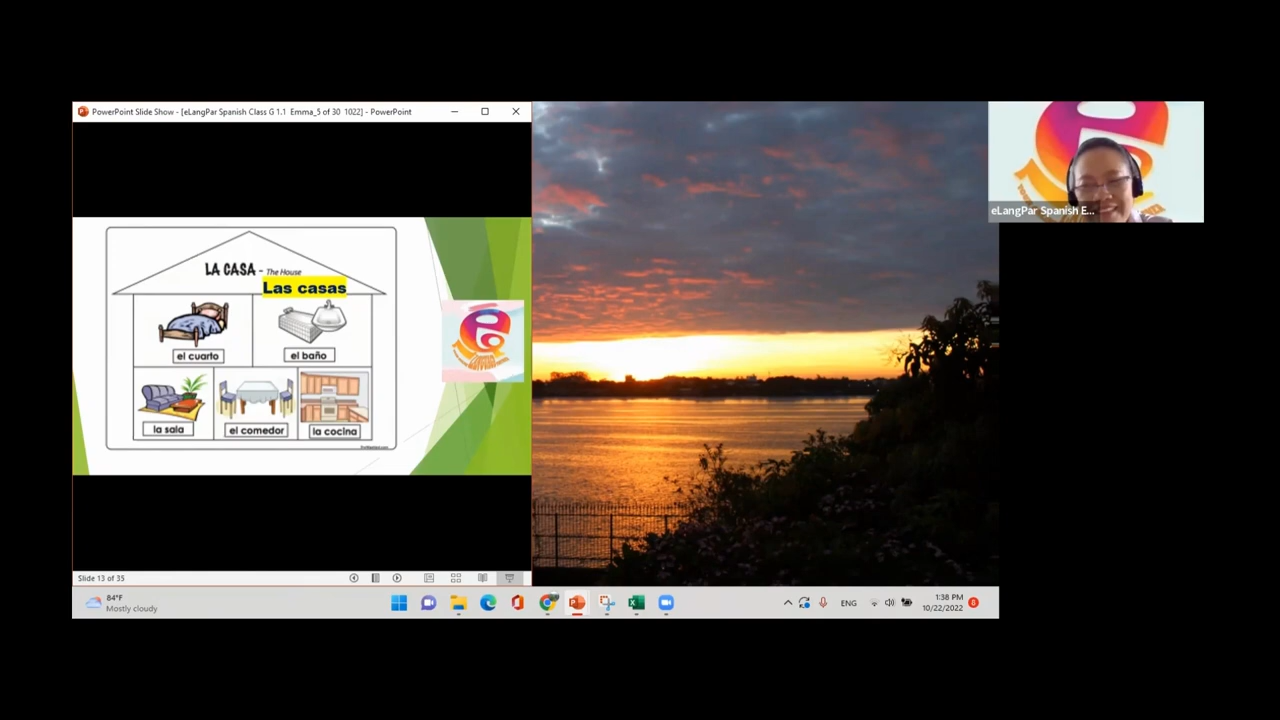 PowerPoint Slide Show - [eLangPar Spanish Class G 1.1 Emma_5 of 30 1022] - PowerPoint
LA CASA - The House
Las casas
el cuarto
el baño
la sala
el comedor
la cocina
Slide 13 of 35
eLangPar Spanish E...
84°F
Mostly cloudy
ENG
1:38 PM
10/22/2022